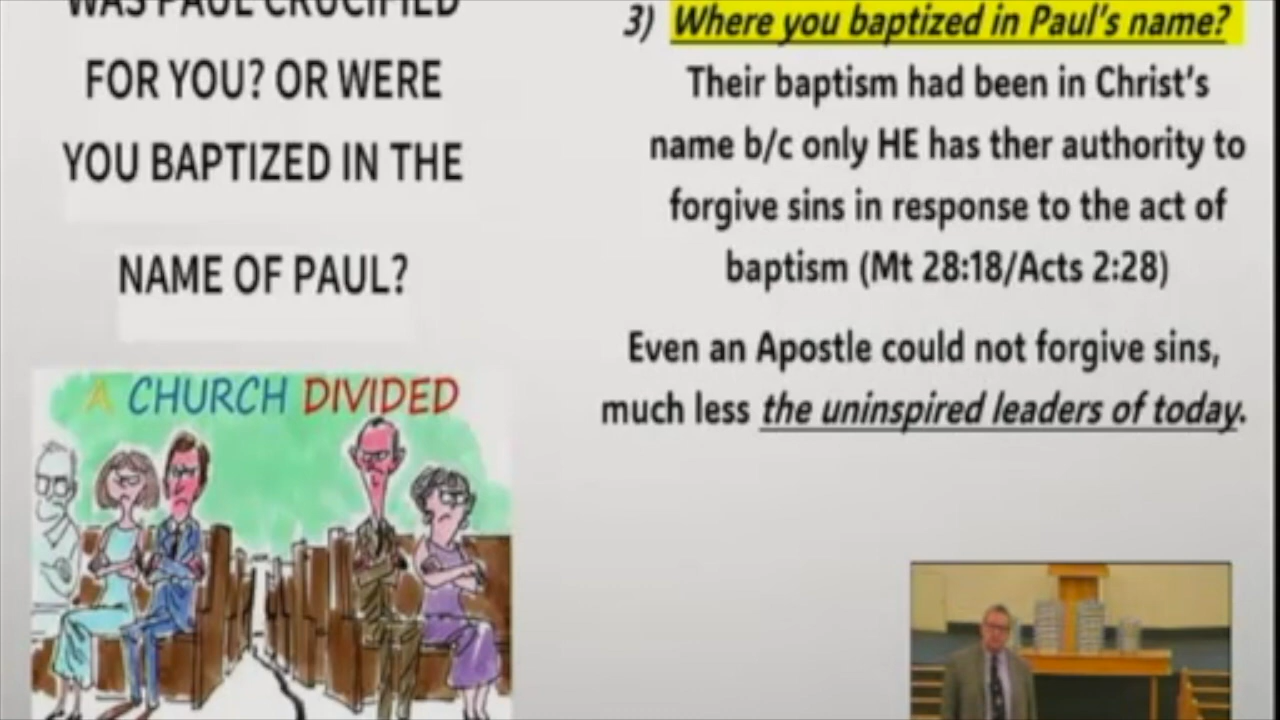 WAS PAUL CRUCIFIED
FOR YOU? OR WERE
YOU BAPTIZED IN THE
NAME OF PAUL?
A CHURCH DIVIDED
3) Where you baptized in Paul's name?
Their baptism had been in Christ's
name b/c only HE has ther authority to
forgive sins in response to the act of
baptism (Mt 28:18/Acts 2:28)
Even an Apostle could not forgive sins,
much less the uninspired leaders of today.